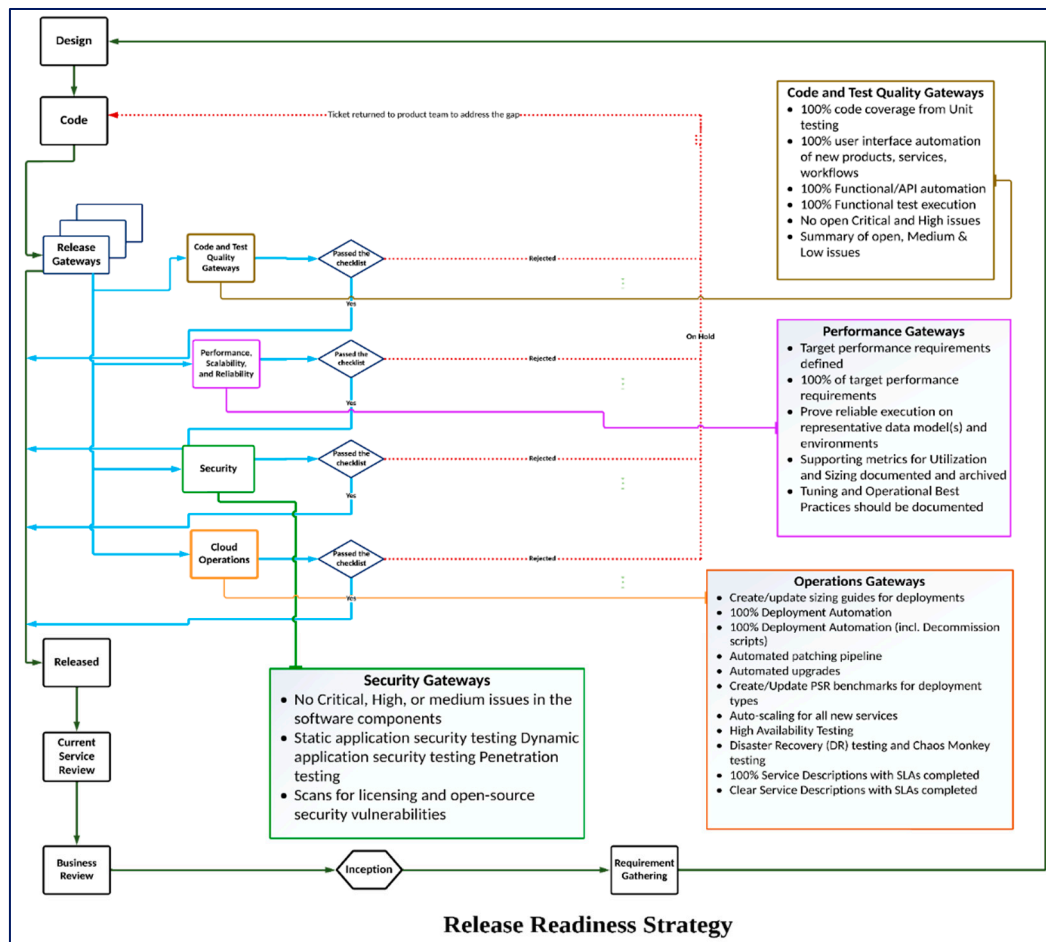 Design
Code
Ticket returned to product team to address the gap
Release
Gateways
Code and Test
Quality
Gateways
Passed the
checklist
Rejected
Yes
On Hold
Performance,
Scalability,
and Reliability
Passed the
checklist
Rejected
Yes
Security
Passed the
checklist
Rejected
Yes
Cloud
Operations
Passed the
checklist
Rejected
Yes
Released
Current
Service
Review
Business
Review
Inception
Requirement
Gathering
Code and Test Quality Gateways
• 100% code coverage from Unit
testing
• 100% user interface automation
of new products, services,
workflows
• 100% Functional/API automation
• 100% Functional test execution
• No open Critical and High issues
• Summary of open, Medium &
Low issues
Performance Gateways
• Target performance requirements
defined
• 100% of target performance
requirements
• Prove reliable execution on
representative data model(s) and
environments
• Supporting metrics for Utilization
and Sizing documented and archived
• Tuning and Operational Best
Practices should be documented
Operations Gateways
• Create/update sizing guides for deployments
• 100% Deployment Automation
• 100% Deployment Automation (incl. Decommission
scripts)
• Automated patching pipeline
• Automated upgrades
• Create/Update PSR benchmarks for deployment
types
• Auto-scaling for all new services
• High Availability Testing
• Disaster Recovery (DR) testing and Chaos Monkey
testing
• 100% Service Descriptions with SLAs completed
• Clear Service Descriptions with SLAs completed
Security Gateways
• No Critical, High, or medium issues in the
software components
• Static application security testing Dynamic
application security testing Penetration
testing
• Scans for licensing and open-source
security vulnerabilities
Release Readiness Strategy